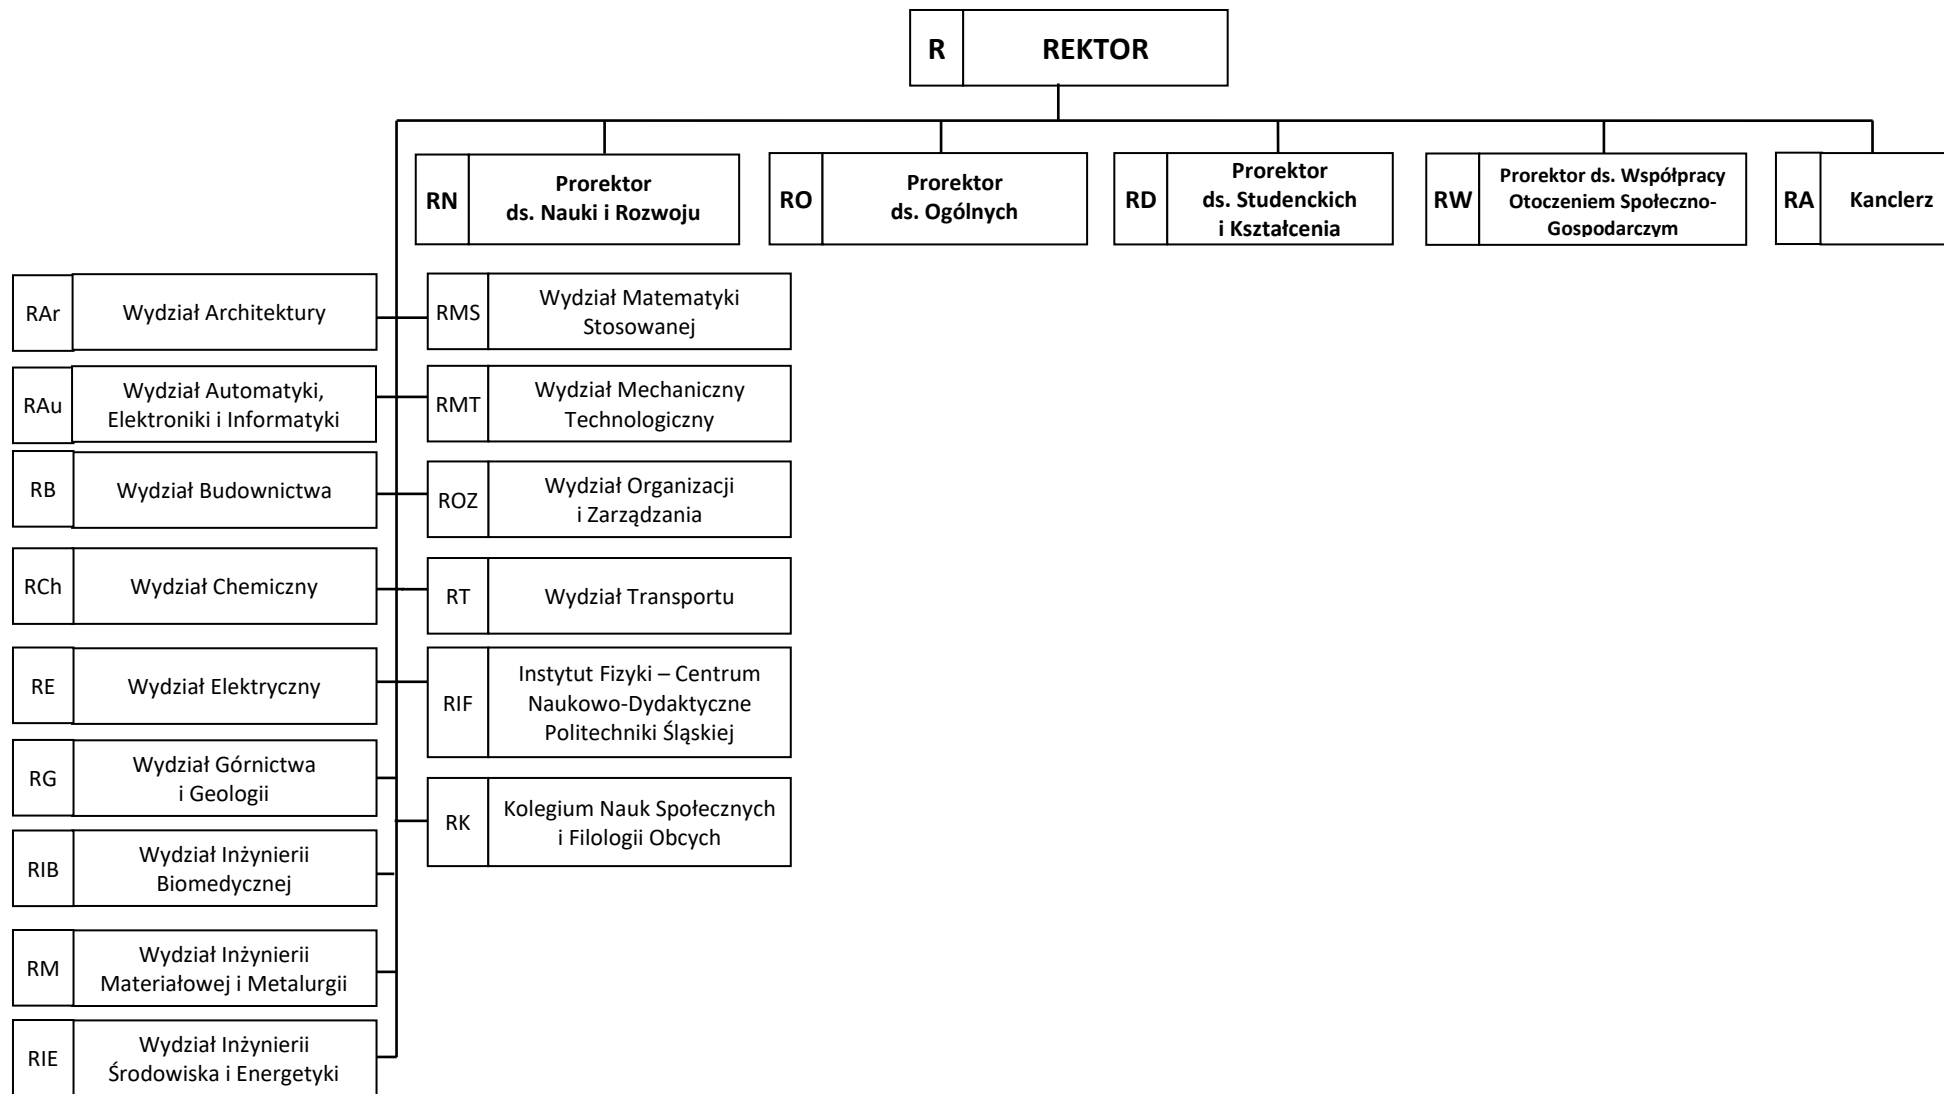 R
REKTOR
RN
Prorektor
ds. Nauki i Rozwoju
RO
Prorektor
ds. Ogólnych
RD
Prorektor
ds. Studenckich
i Kształcenia
RW
Prorektor ds. Współpracy
Otoczeniem Społeczno-
Gospodarczym
RA
Kanclerz
RAr
Wydział Architektury
RAu
Wydział Automatyki,
Elektroniki i Informatyki
RB
Wydział Budownictwa
RCh
Wydział Chemiczny
RE
Wydział Elektryczny
RG
Wydział Górnictwa
i Geologii
RIB
Wydział Inżynierii
Biomedycznej
RM
Wydział Inżynierii
Materiałowej i Metalurgii
RIE
Wydział Inżynierii
Środowiska i Energetyki
RMS
Wydział Matematyki
Stosowanej
RMT
Wydział Mechaniczny
Technologiczny
ROZ
Wydział Organizacji
i Zarządzania
RT
Wydział Transportu
RIF
Instytut Fizyki – Centrum
Naukowo-Dydaktyczne
Politechniki Śląskiej
RK
Kolegium Nauk Społecznych
i Filologii Obcych